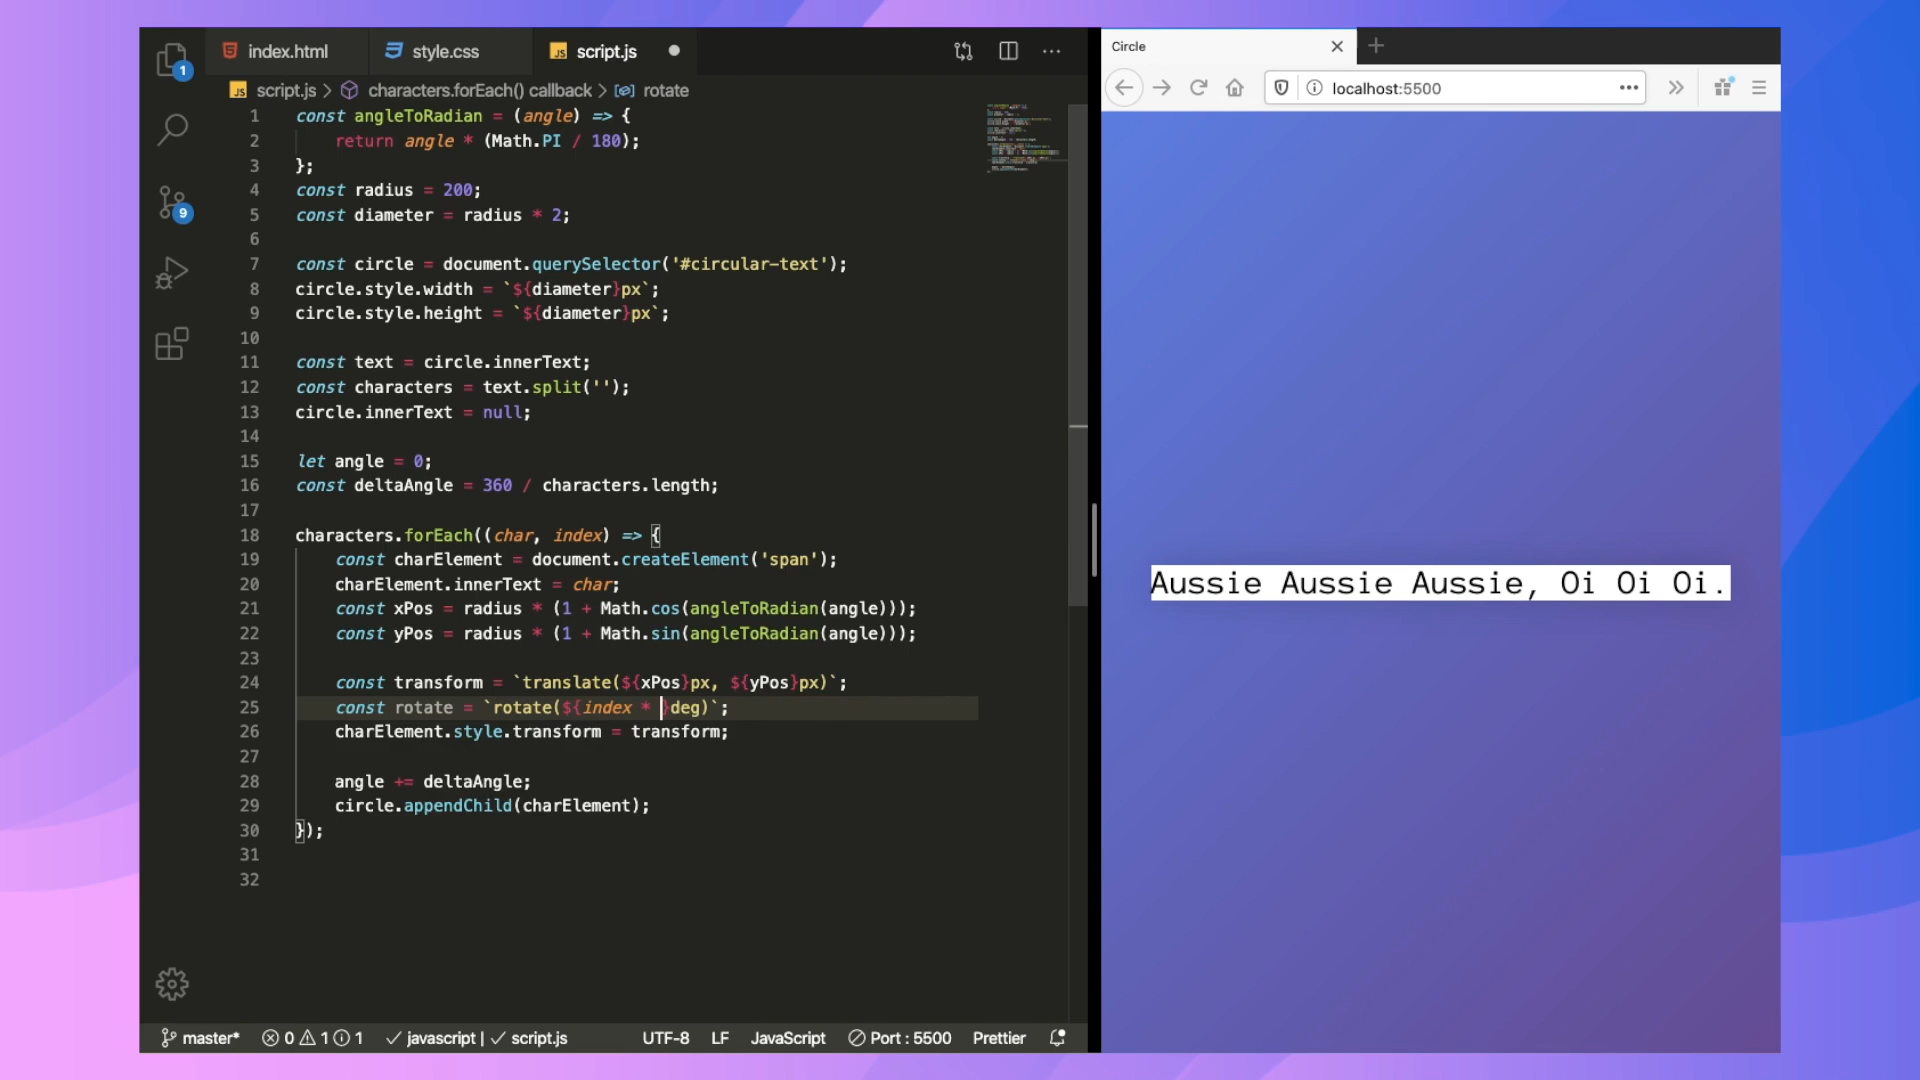 index.html
style.css
JS script.js
1
9
JS script.js > characters.forEach() callback > rotate
1 const angleToRadian = (angle) => {
2 return angle * (Math.PI / 180);
3 };
4 const radius = 200;
5 const diameter = radius * 2;
6
7 const circle = document.querySelector('#circular-text');
8 circle.style.width = `${diameter}px`;
9 circle.style.height = `${diameter}px`;
10
11 const text = circle.innerText;
12 const characters = text.split('');
13 circle.innerText = null;
14
15 let angle = 0;
16 const deltaAngle = 360 / characters.length;
17
18 characters.forEach((char, index) => {
19 const charElement = document.createElement('span');
20 charElement.innerText = char;
21 const xPos = radius * (1 + Math.cos(angleToRadian(angle)));
22 const yPos = radius * (1 + Math.sin(angleToRadian(angle)));
23
24 const transform = `translate(${xPos}px, ${yPos}px)`;
25 const rotate = `rotate(${index * }deg)`;
26 charElement.style.transform = transform;
27
28 angle += deltaAngle;
29 circle.appendChild(charElement);
30 });
31
32
master* 0 1 1 javascript | script.js UTF-8 LF JavaScript Port : 5500 Prettier
Circle
localhost:5500
Aussie Aussie Aussie, Oi Oi Oi.